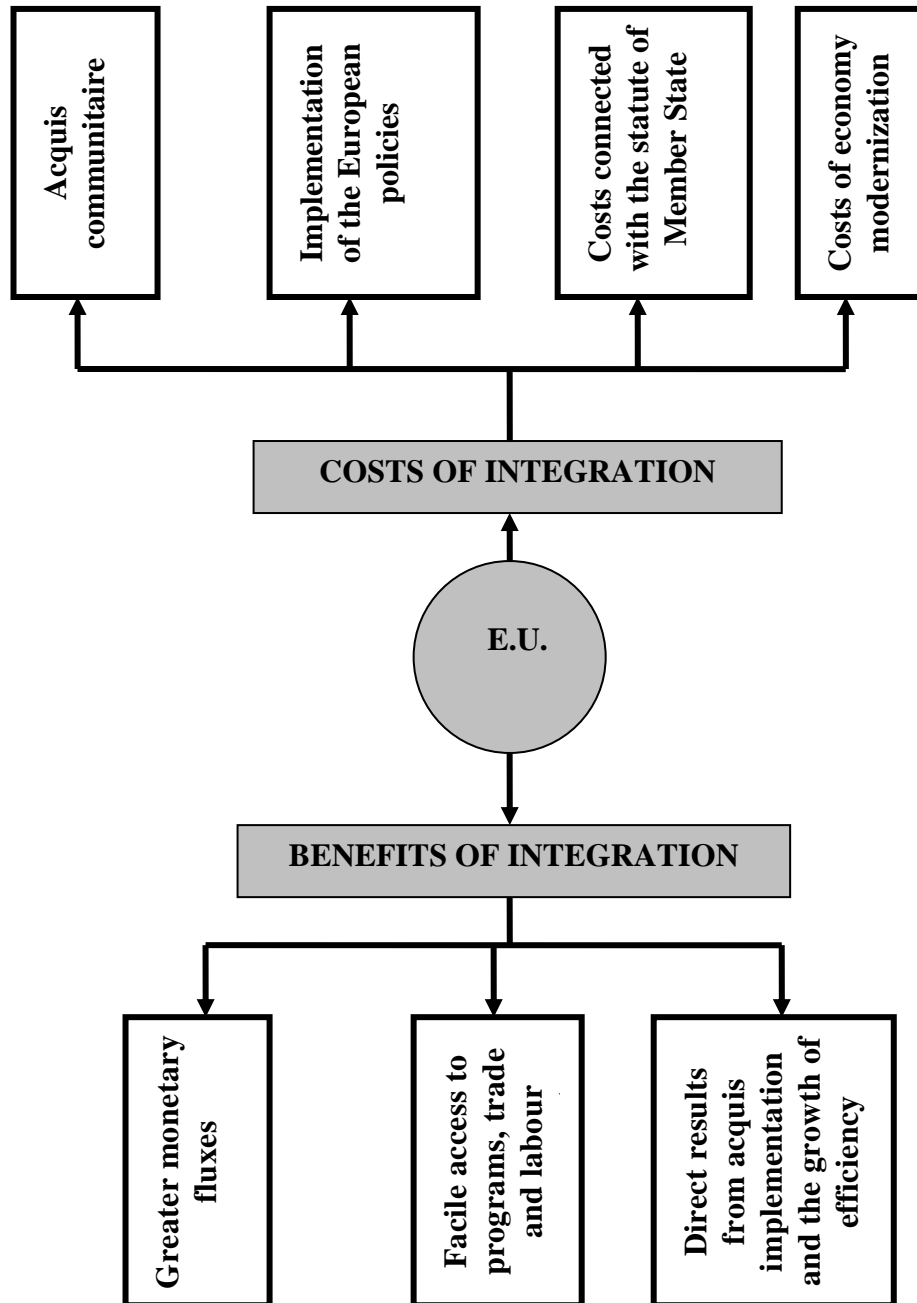 Acquis
communitaire
Implementation
of the European
policies
Costs connected
with the statute of
Member State
Costs of economy
modernization
COSTS OF INTEGRATION
E.U.
BENEFITS OF INTEGRATION
Greater monetary
fluxes
Facile access to
programs, trade
and labour
Direct results
from acquis
implementation
and the growth of
efficiency